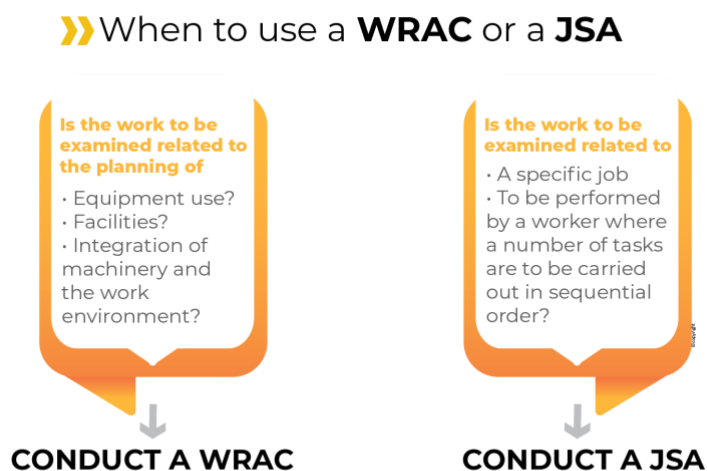 When to use a WRAC or a JSA
Is the work to be
examined related to
the planning of
· Equipment use?
· Facilities?
· Integration of
machinery and
the work
environment?
CONDUCT A WRAC
Is the work to be
examined related to
· A specific job
· To be performed
by a worker where
a number of tasks
are to be carried
out in sequential
order?
©copyright
CONDUCT A JSA